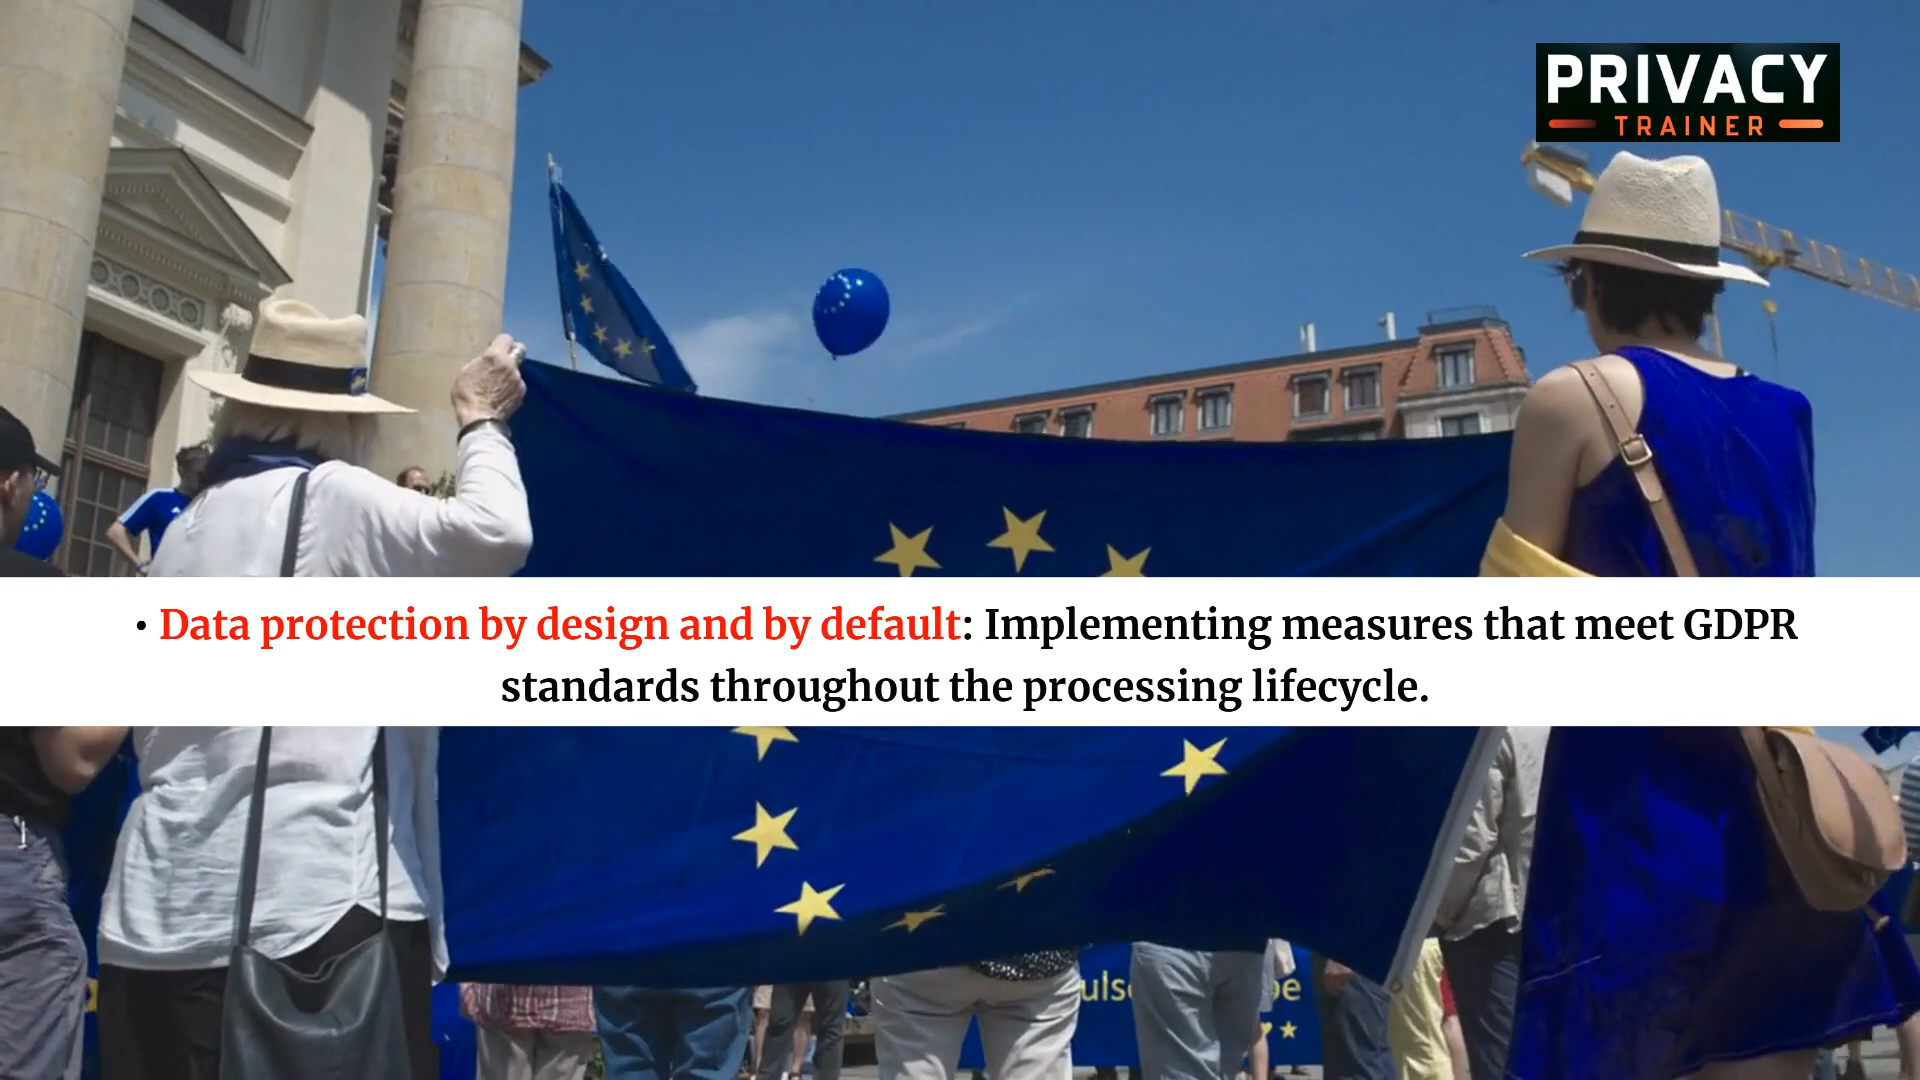 PRIVACY
TRAINER
• Data protection by design and by default: Implementing measures that meet GDPR
standards throughout the processing lifecycle.